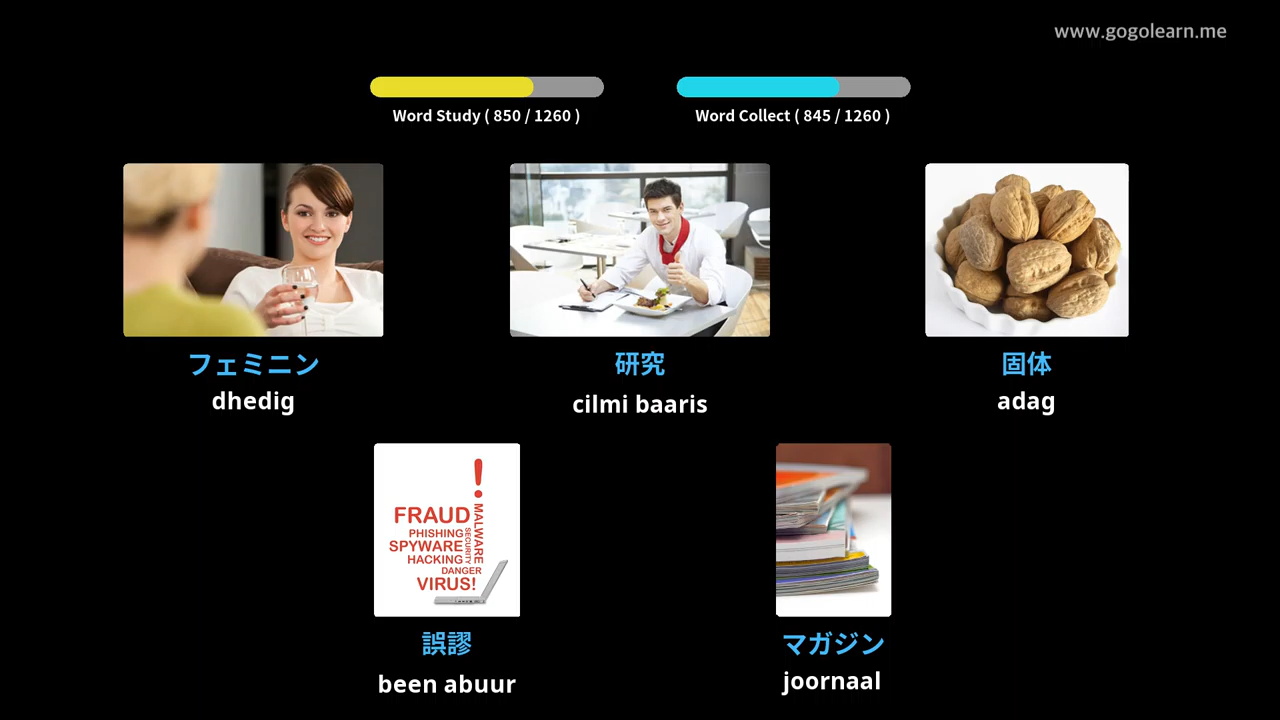 www.gogolearn.me
Word Study ( 850 / 1260 )
Word Collect ( 845 / 1260 )
フェミニン
dhedig
研究
cilmi baaris
固体
adag
!
FRAUD
PHISHING
SPYWARE
HACKING
DANGER
VIRUS!
SECURITY
MALWARE
誤謬
been abuur
マガジン
joornaal